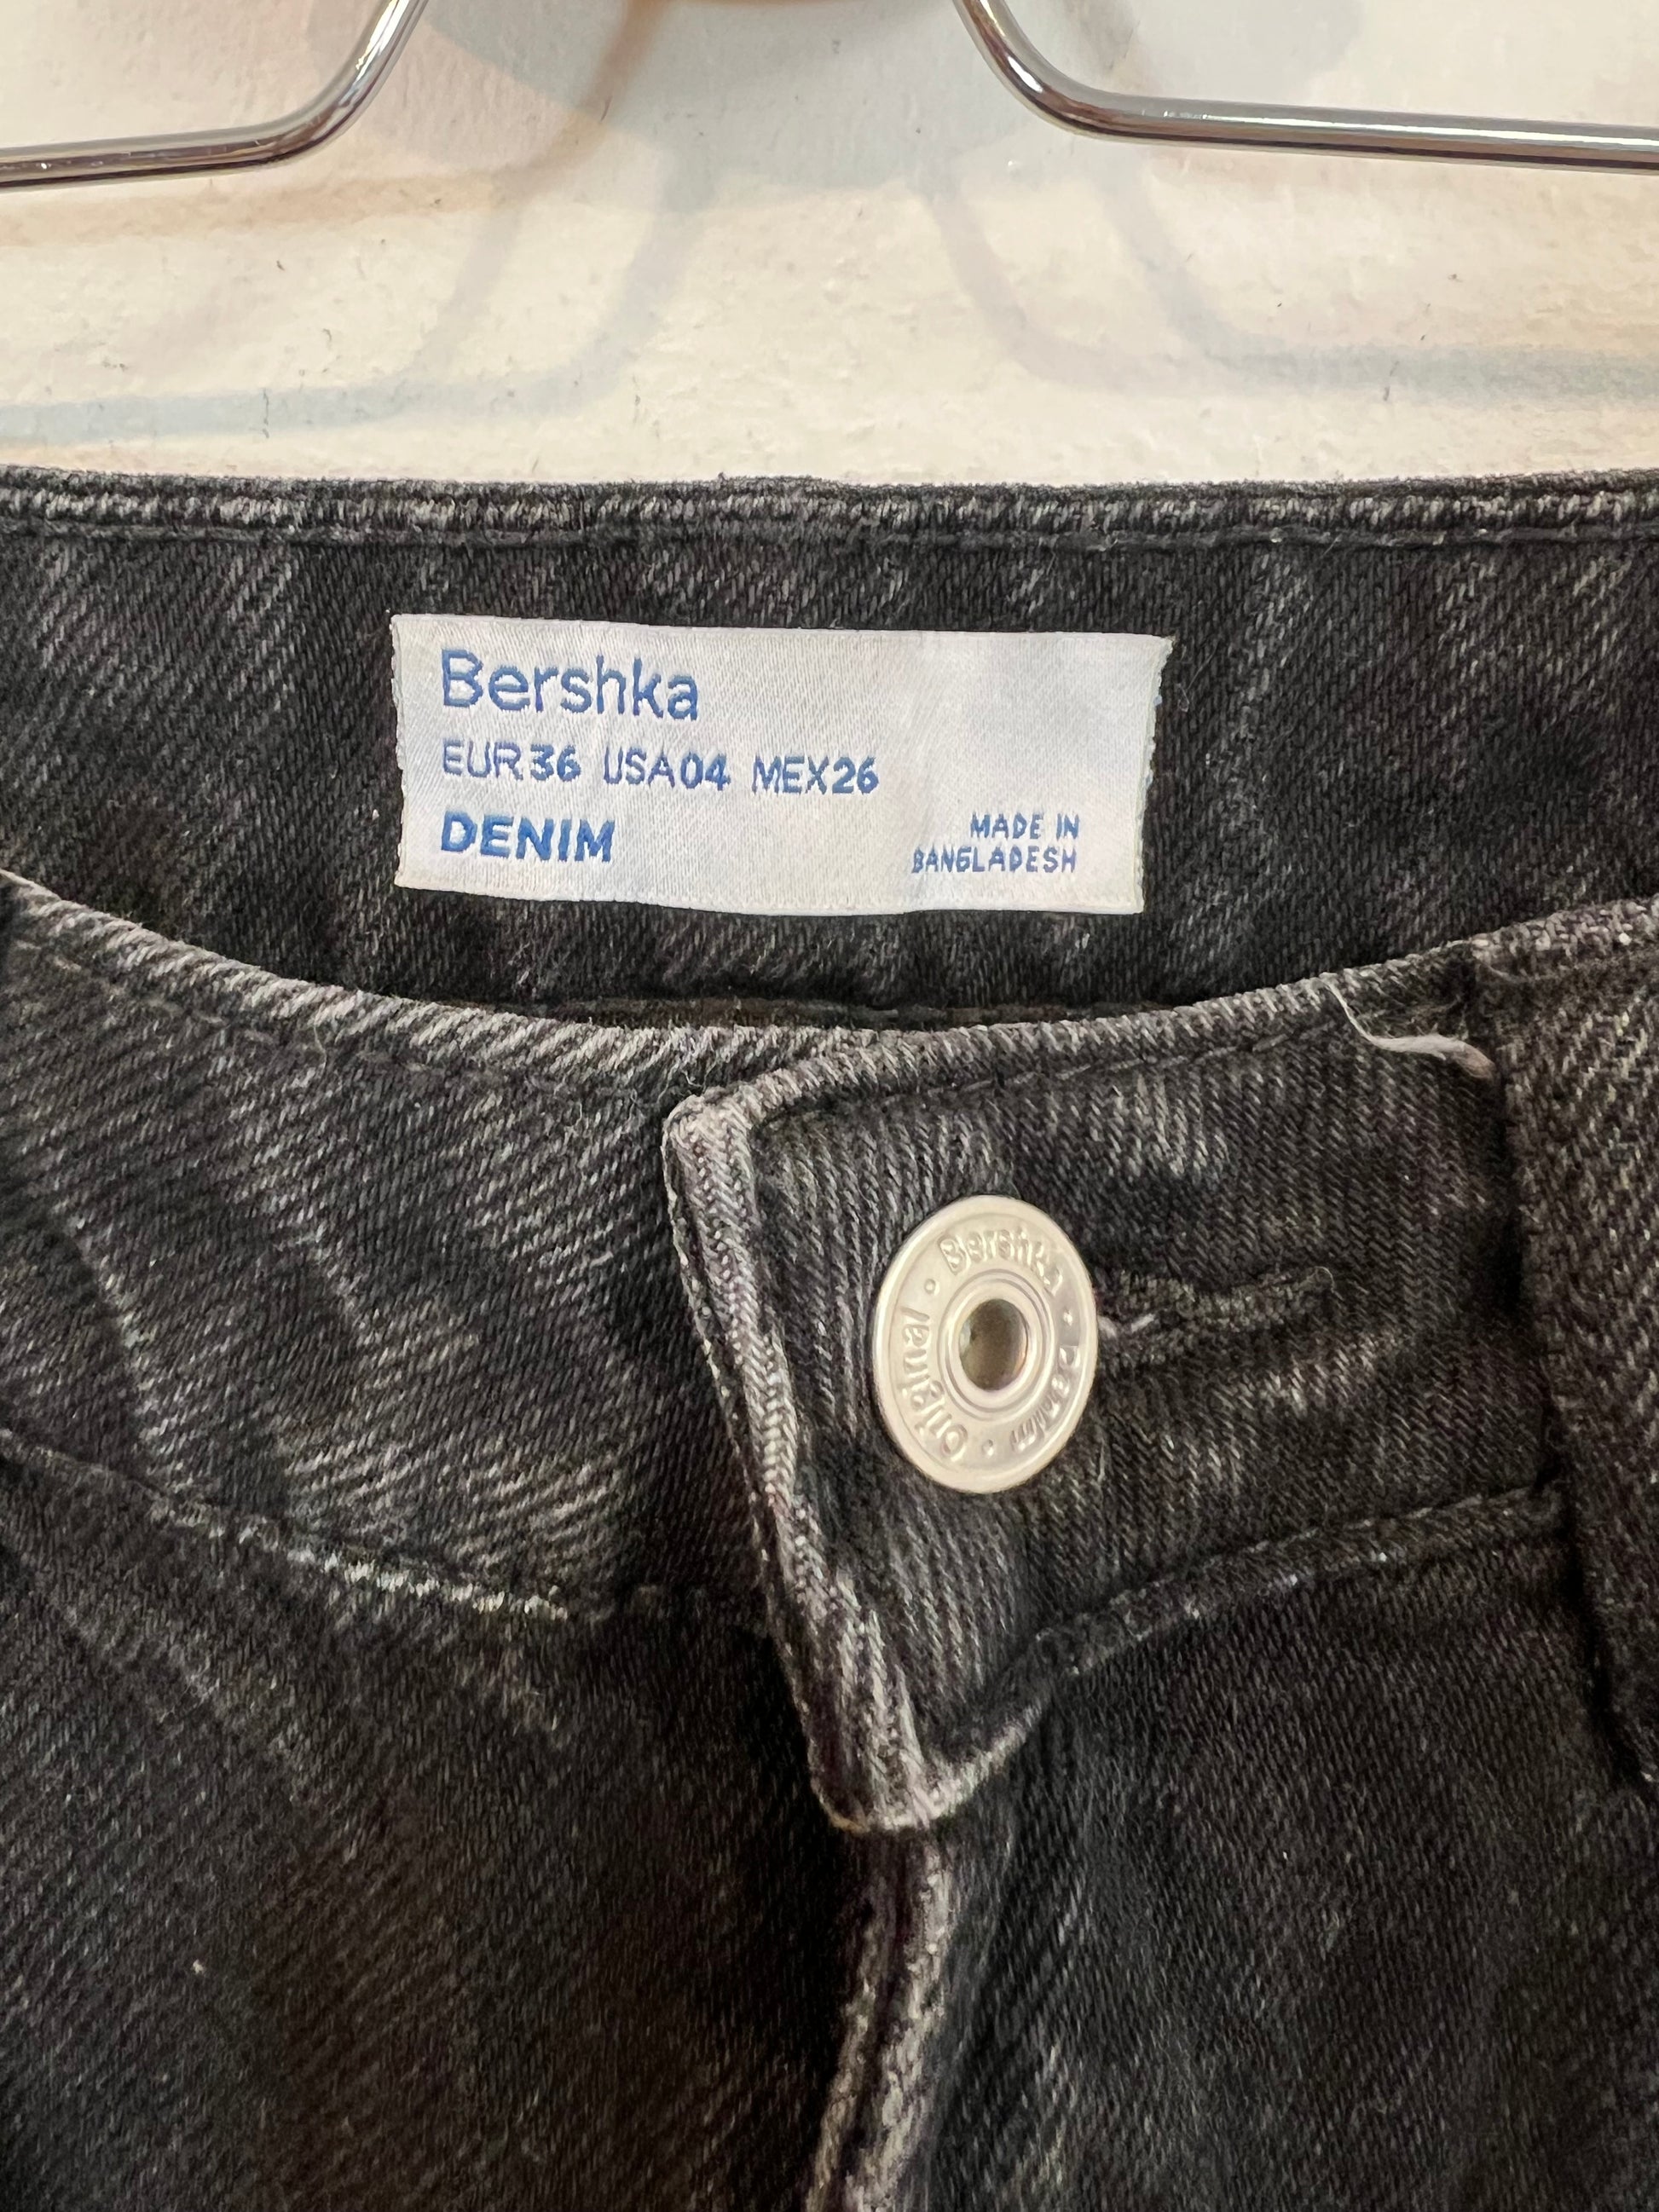 Bershka
EUR36 USA04 MEX26
DENIM
MADE IN
BANGLADESH
Bershka • Denim • Original •